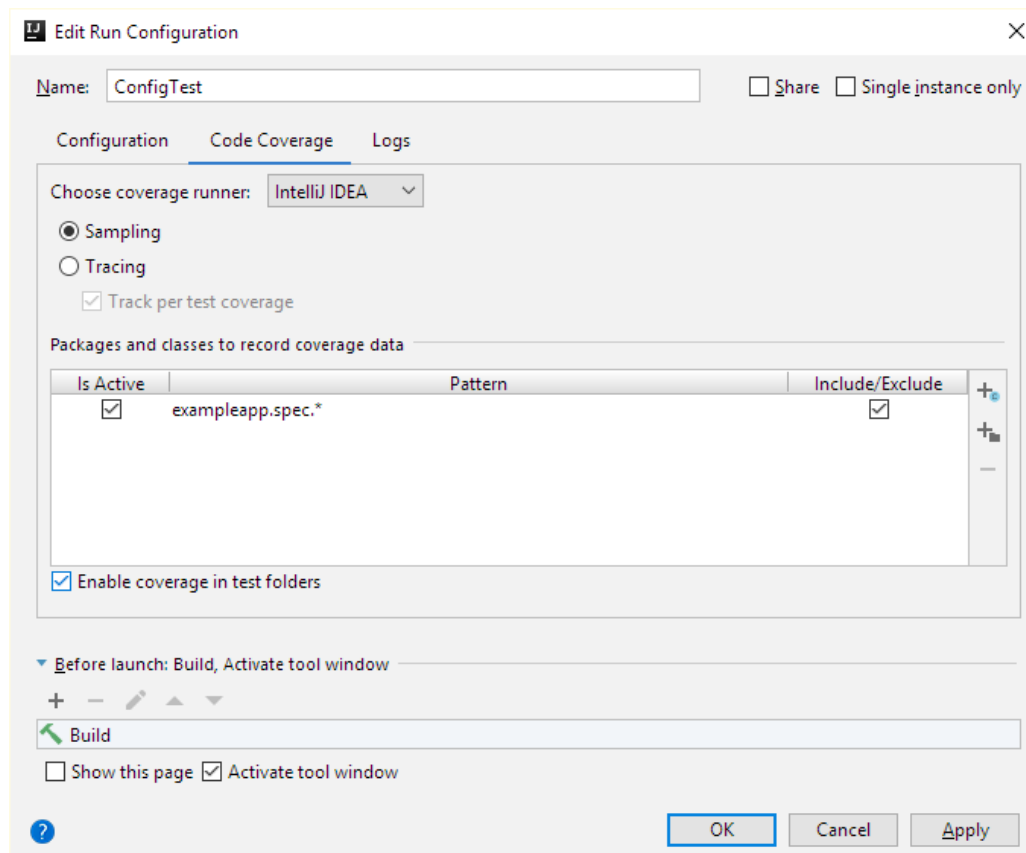 IJ Edit Run Configuration
Name: ConfigTest Share Single instance only
Configuration Code Coverage Logs
Choose coverage runner: IntelliJ IDEA
Sampling
Tracing
Track per test coverage
Packages and classes to record coverage data
Is Active Pattern Include/Exclude
exampleapp.spec.*
Enable coverage in test folders
Before launch: Build, Activate tool window
Build
Show this page Activate tool window
? OK Cancel Apply